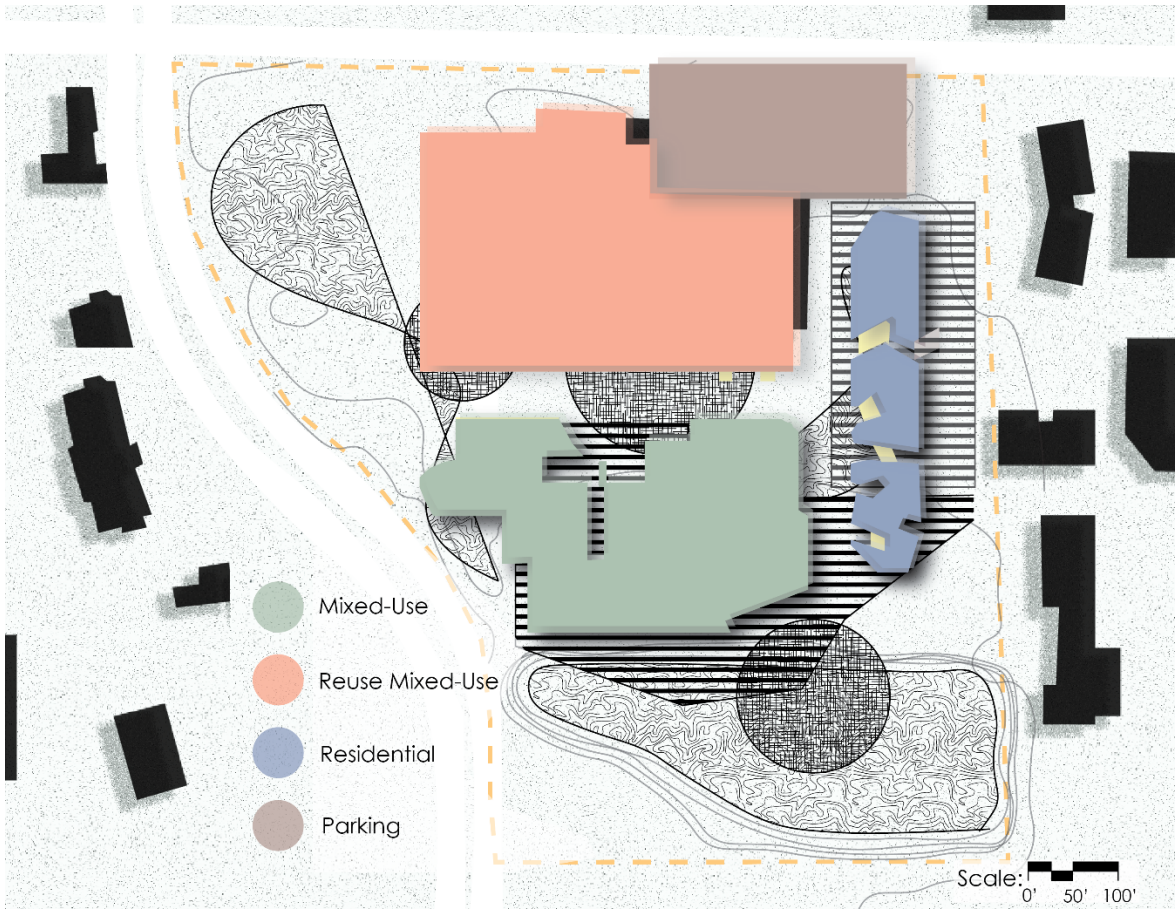 Mixed-Use
Reuse Mixed-Use
Residential
Parking
Scale:
0' 50' 100'